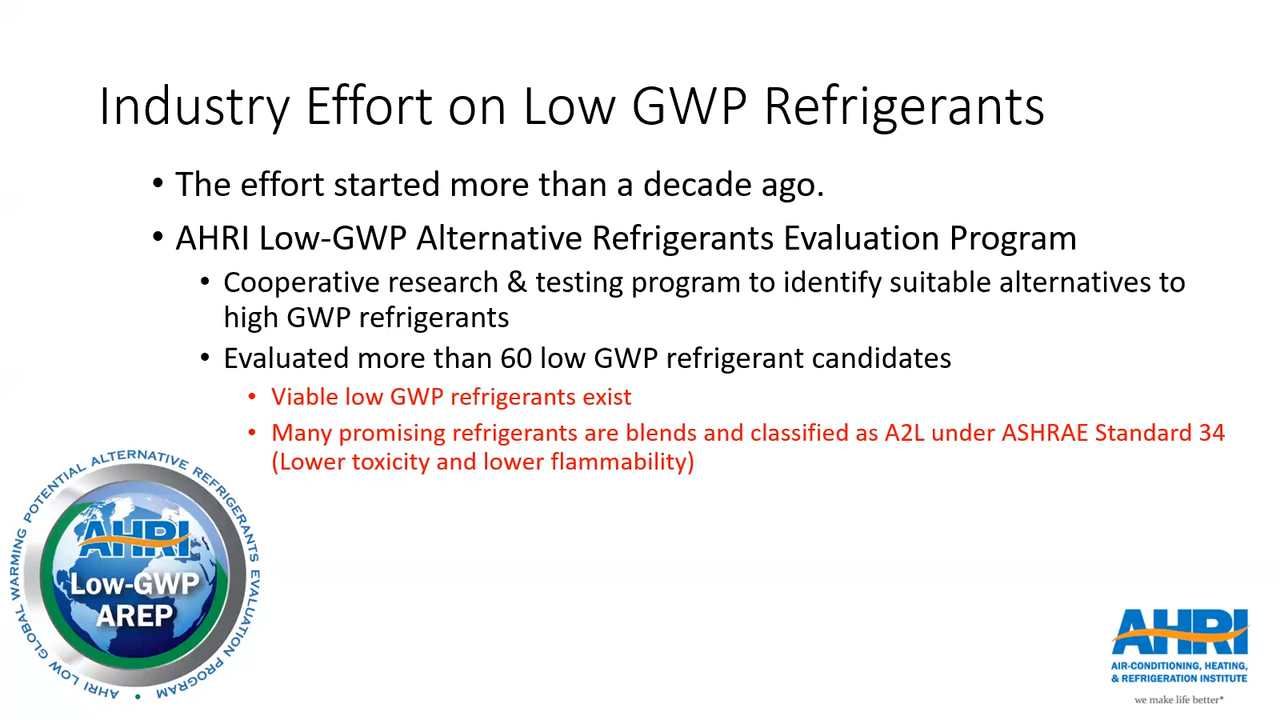 Industry Effort on Low GWP Refrigerants
• The effort started more than a decade ago.
• AHRI Low-GWP Alternative Refrigerants Evaluation Program
• Cooperative research & testing program to identify suitable alternatives to
high GWP refrigerants
• Evaluated more than 60 low GWP refrigerant candidates
• Viable low GWP refrigerants exist
• Many promising refrigerants are blends and classified as A2L under ASHRAE Standard 34
(Lower toxicity and lower flammability)
AHRI LOW GLOBAL WARMING POTENTIAL ALTERNATIVE REFRIGERANTS EVALUATION PROGRAM •
AHRI
Low-GWP
AREP
AHRI
AIR-CONDITIONING, HEATING,
& REFRIGERATION INSTITUTE
we make life better*